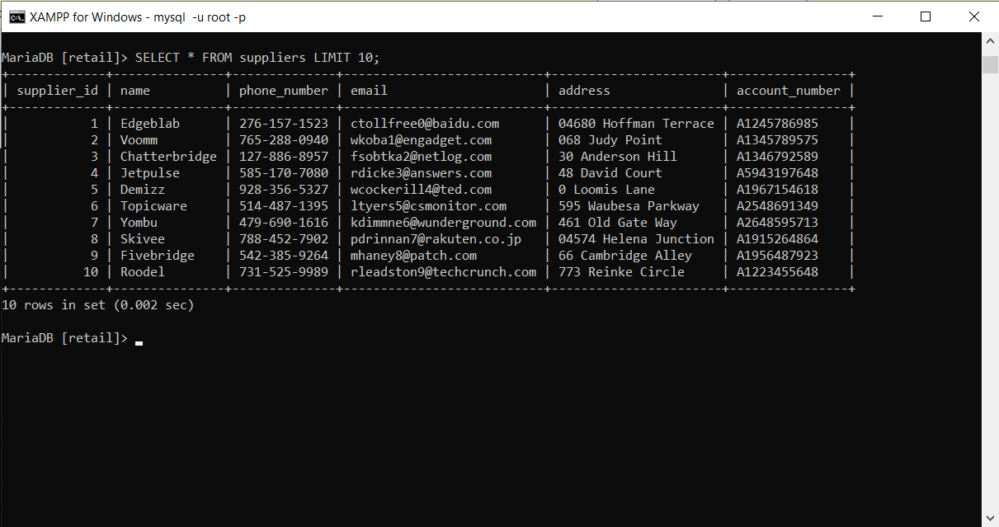 XAMPP for Windows - mysql  -u root -p
MariaDB [retail]> SELECT * FROM suppliers LIMIT 10;
+-------------+---------------+--------------+---------------------------+-----------------------+----------------+
| supplier_id | name          | phone_number | email                     | address               | account_number |
+-------------+---------------+--------------+---------------------------+-----------------------+----------------+
|           1 | Edgeblab      | 276-157-1523 | ctollfree0@baidu.com      | 04680 Hoffman Terrace | A1245786985    |
|           2 | Voomm         | 765-288-0940 | wkoba1@engadget.com       | 068 Judy Point        | A1345789575    |
|           3 | Chatterbridge | 127-886-8957 | fsobtka2@netlog.com       | 30 Anderson Hill      | A1346792589    |
|           4 | Jetpulse      | 585-170-7080 | rdicke3@answers.com       | 48 David Court        | A5943197648    |
|           5 | Demizz        | 928-356-5327 | wcockerill4@ted.com       | 0 Loomis Lane         | A1967154618    |
|           6 | Topicware     | 514-487-1395 | ltyers5@csmonitor.com     | 595 Waubesa Parkway   | A2548691349    |
|           7 | Yombu         | 479-690-1616 | kdimmne6@wunderground.com | 461 Old Gate Way      | A2648595713    |
|           8 | Skivee        | 788-452-7902 | pdrinnan7@rakuten.co.jp   | 04574 Helena Junction | A1915264864    |
|           9 | Fivebridge    | 542-385-9264 | mhaney8@patch.com         | 66 Cambridge Alley    | A1956487923    |
|          10 | Roodel        | 731-525-9989 | rleadston9@techcrunch.com | 773 Reinke Circle     | A1223455648    |
+-------------+---------------+--------------+---------------------------+-----------------------+----------------+
10 rows in set (0.002 sec)
MariaDB [retail]> _